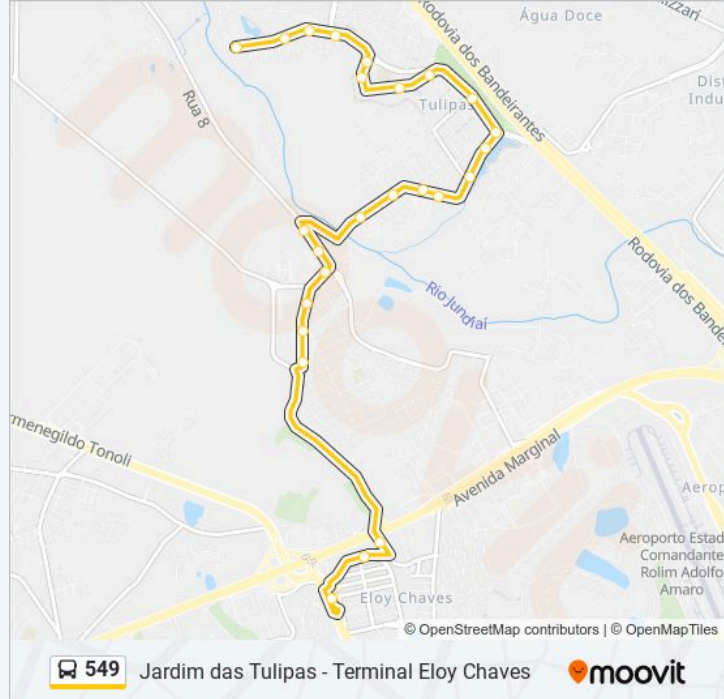 Água Doce
izzari
Rodovia dos Bandeirantes
Dist
Indu
Tulipas
Rua 8
Rodovia dos Bande
Rio Jundiaí
rmenegildo Tonoli
Avenida Marginal
Aerop
Aeroporto Estad
Comandante
Rolim Adolfo
Amaro
Eloy Chaves
© OpenStreetMap contributors | © OpenMapTiles
549 Jardim das Tulipas - Terminal Eloy Chaves moovit